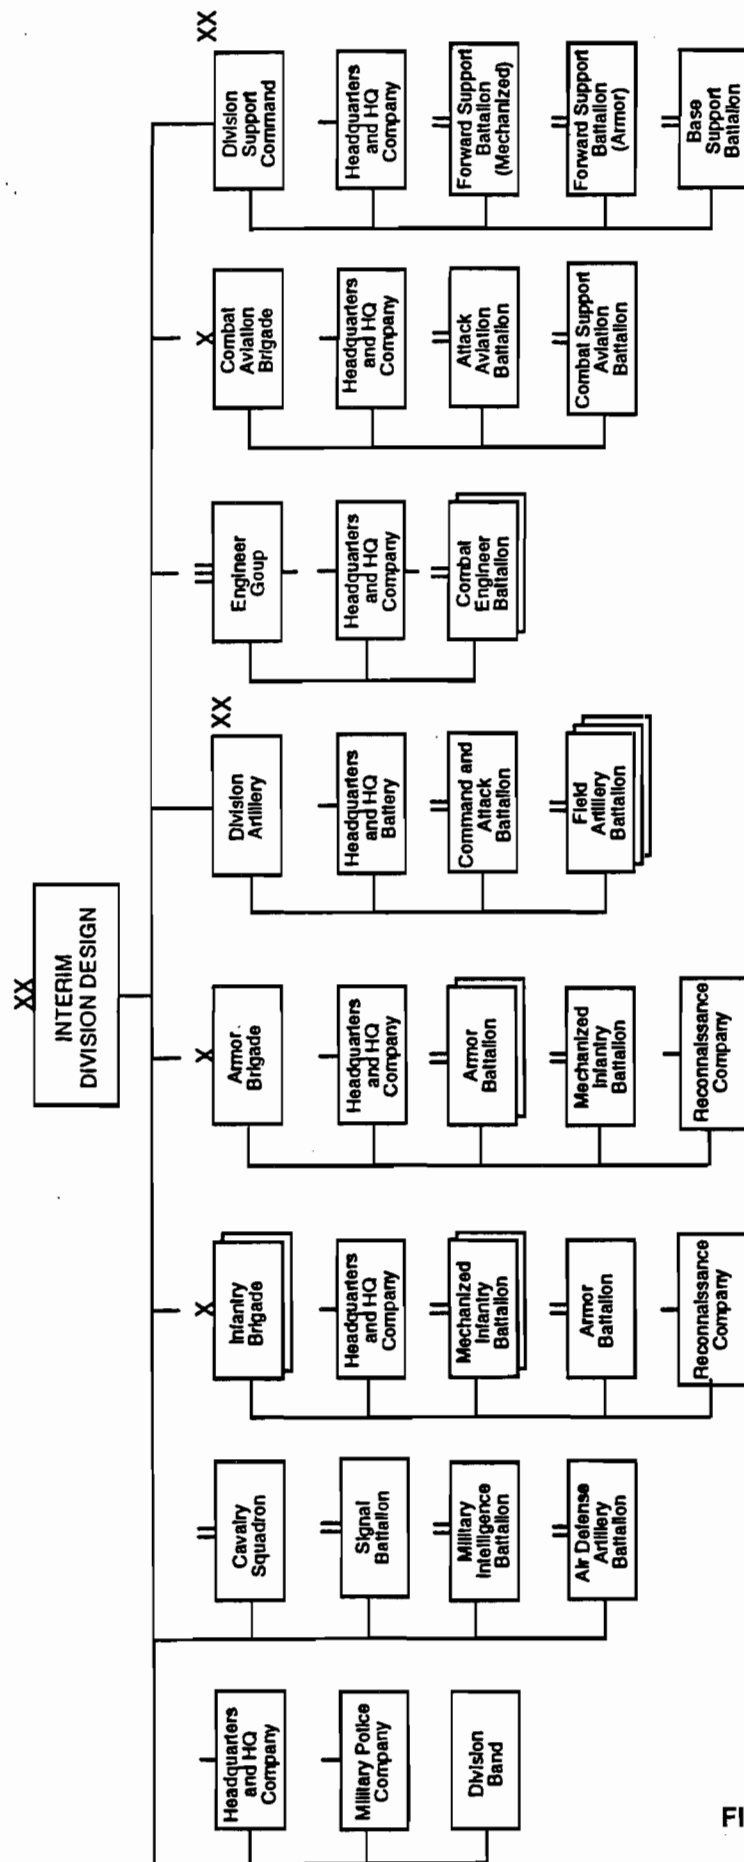 XX
INTERIM
DIVISION DESIGN
Headquarters
and HQ
Company
Military Police
Company
Division
Band
Cavalry
Squadron
Signal
Battalion
Military
Intelligence
Battalion
Air Defense
Artillery
Battalion
X
Infantry
Brigade
Headquarters
and HQ
Company
Mechanized
Infantry
Battalion
Armor
Battalion
Reconnaissance
Company
X
Armor
Brigade
Headquarters
and HQ
Company
Armor
Battalion
Mechanized
Infantry
Battalion
Reconnaissance
Company
XX
Division
Artillery
Headquarters
and HQ
Battery
Command and
Attack
Battalion
Field
Artillery
Battalion
Engineer
Goup
Headquarters
and HQ
Company
Combat
Engineer
Battalion
X
Combat
Aviation
Brigade
Headquarters
and HQ
Company
Attack
Aviation
Battalion
Combat Support
Aviation
Battalion
XX
Division
Support
Command
Headquarters
and HQ
Company
Forward Support
Battalion
(Mechanized)
Forward Support
Battalion
(Armor)
Base
Support
Battalion
FI